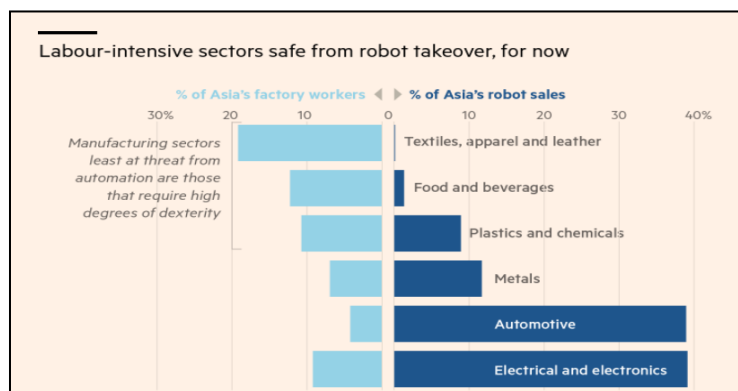 Labour-intensive sectors safe from robot takeover, for now
% of Asia's factory workers
% of Asia's robot sales
30% 20 10 0 10 20 30 40%
Manufacturing sectors
least at threat from
automation are those
that require high
degrees of dexterity
Textiles, apparel and leather
Food and beverages
Plastics and chemicals
Metals
Automotive
Electrical and electronics